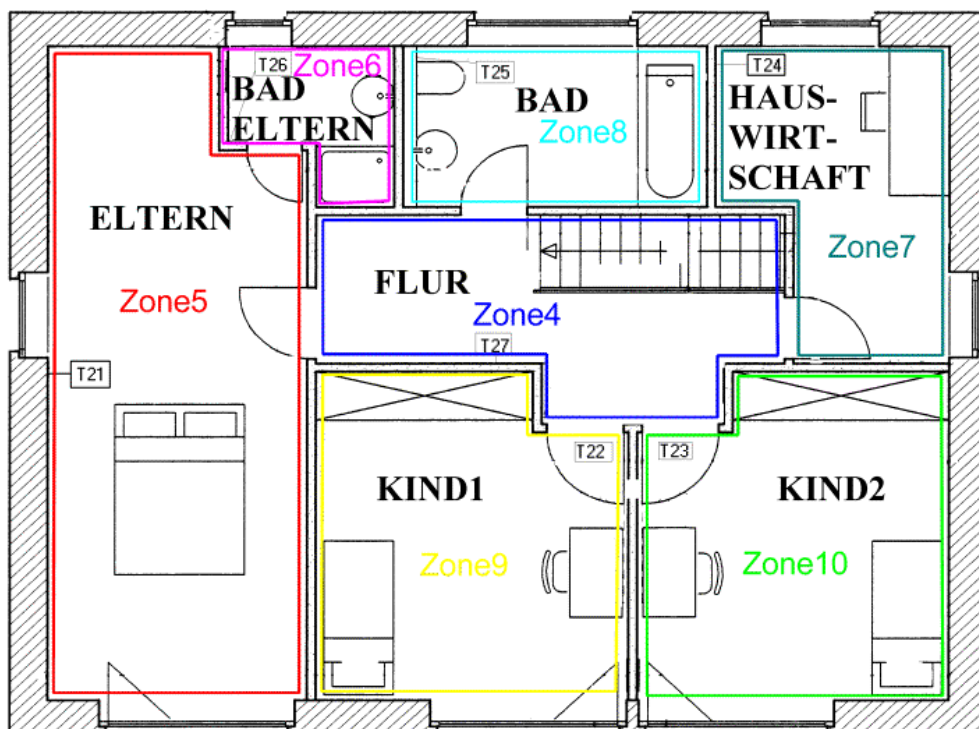 T26
Zone6
BAD
ELTERN
T25
BAD
Zone8
T24
HAUS-
WIRT-
SCHAFT
Zone7
ELTERN
Zone5
T21
FLUR
Zone4
T27
T22
KIND1
Zone9
T23
KIND2
Zone10